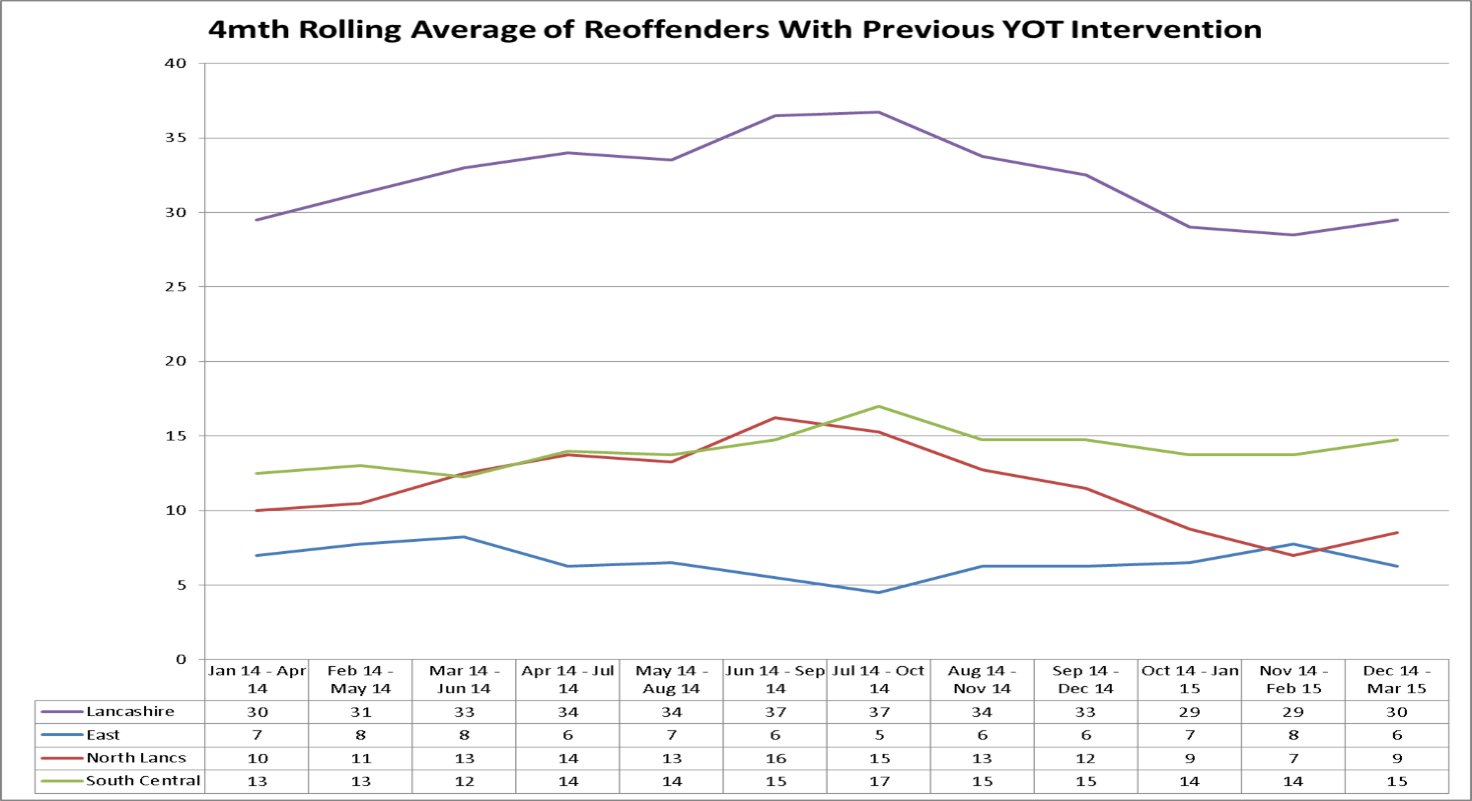 4mth Rolling Average of Reoffenders With Previous YOT Intervention
40
35
30
25
20
15
10
5
0
Jan 14 - Apr 14 Feb 14 - May 14 Mar 14 - Jun 14 Apr 14 - Jul 14 May 14 - Aug 14 Jun 14 - Sep 14 Jul 14 - Oct 14 Aug 14 - Nov 14 Sep 14 - Dec 14 Oct 14 - Jan 15 Nov 14 - Feb 15 Dec 14 - Mar 15
Lancashire 30 31 33 34 34 37 37 34 33 29 29 30
East 7 8 8 6 7 6 5 6 6 7 8 6
North Lancs 10 11 13 14 13 16 15 13 12 9 7 9
South Central 13 13 12 14 14 15 17 15 15 14 14 15